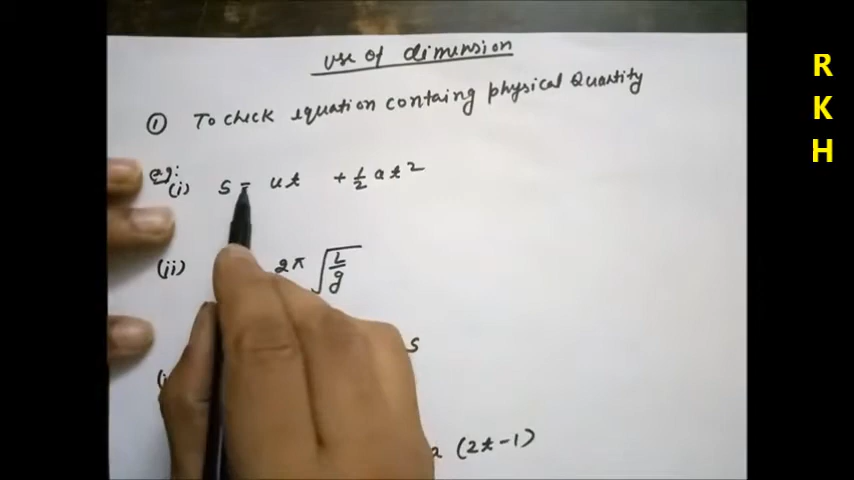 use of dimension
① To check equation containg physical Quantity
eg:
(i) s = ut + 1/2 at²
(ii) 2π √(L/g)
s
(2t-1)
R
K
H